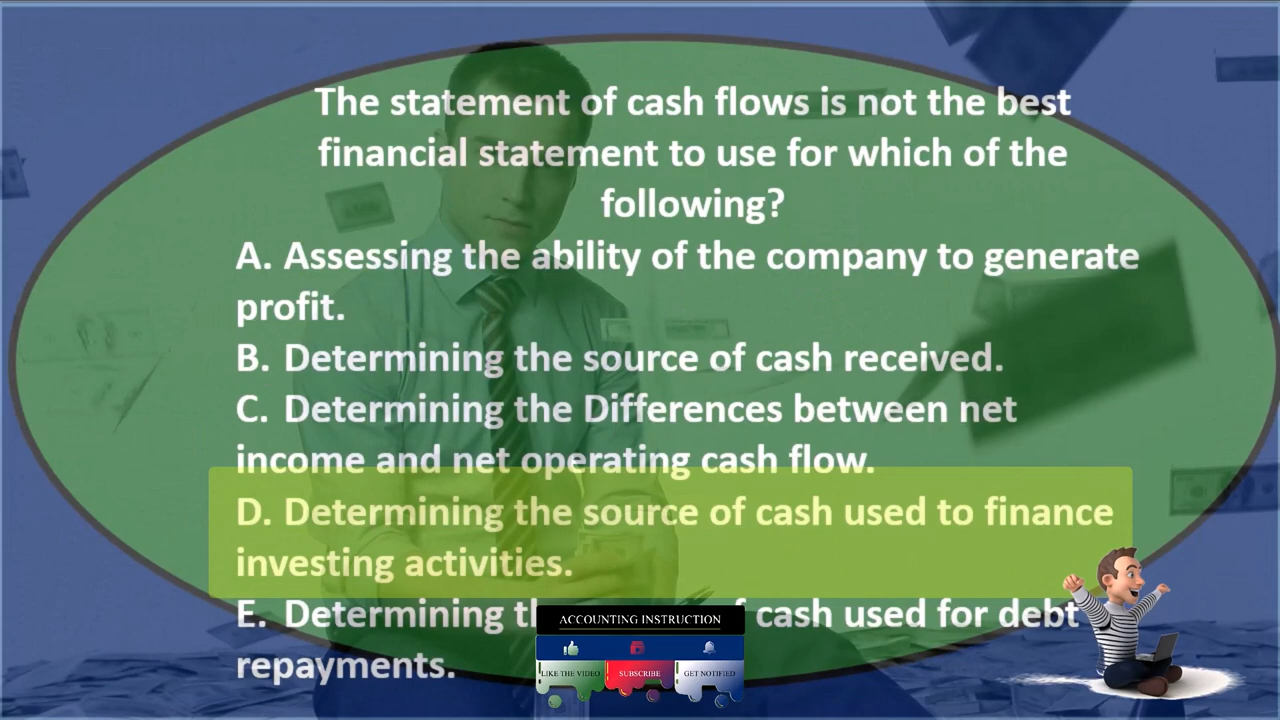 The statement of cash flows is not the best
financial statement to use for which of the
following?
A. Assessing the ability of the company to generate
profit.
B. Determining the source of cash received.
C. Determining the Differences between net
income and net operating cash flow.
D. Determining the source of cash used to finance
investing activities.
E. Determining cash used for debt
repayments.
ACCOUNTING INSTRUCTION
LIKE THE VIDEO SUBSCRIBE GET NOTIFIED